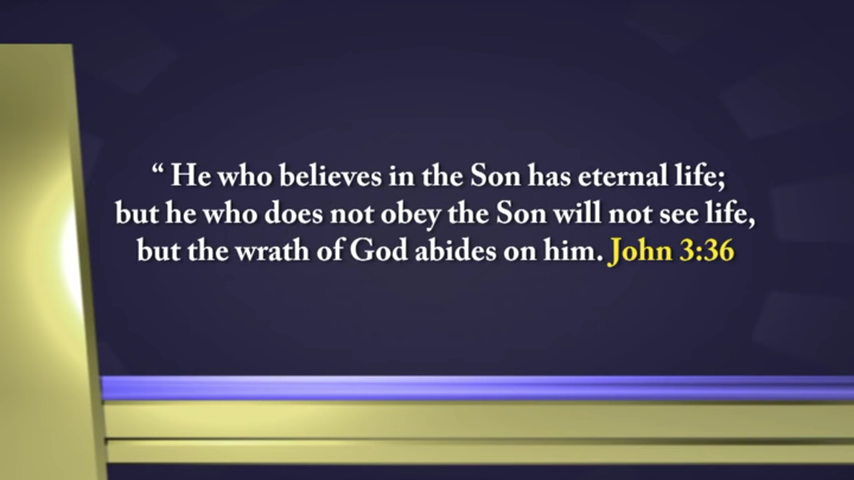 “ He who believes in the Son has eternal life;
but he who does not obey the Son will not see life,
but the wrath of God abides on him. John 3:36